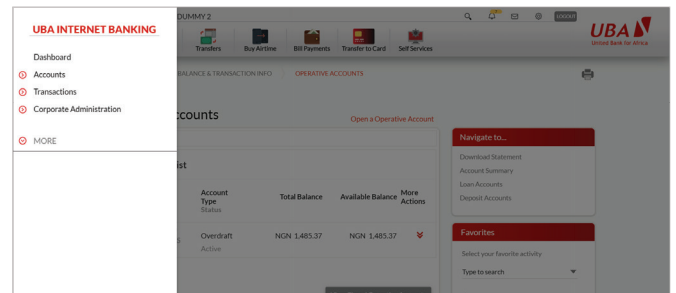 UBA INTERNET BANKING
Dashboard
Accounts
Transactions
Corporate Administration
MORE
DUMMY 2
LOGOUT
UBA
United Bank for Africa
Transfers
Buy Airtime
Bill Payments
Transfer to Card
Self Services
BALANCE & TRANSACTION INFO
OPERATIVE ACCOUNTS
counts
Open a Operative Account
ist
Account Type
Status
Total Balance
Available Balance
More Actions
Overdraft
Active
NGN 1,485.37
NGN 1,485.37
Navigate to...
Download Statement
Account Summary
Loan Accounts
Deposit Accounts
Favorites
Select your favorite activity
Type to search